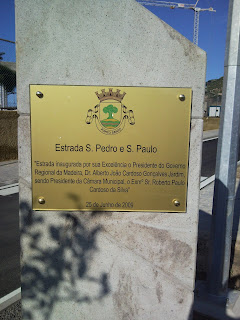 Estrada S. Pedro e S. Paulo
"Estrada inaugurada por sua Excelência o Presidente do Governo
Regional da Madeira, Dr. Alberto João Cardoso Gonçalves Jardim,
sendo Presidente da Câmara Municipal, o Exmº Sr. Roberto Paulo
Cardoso da Silva"
25 de Junho de 2009